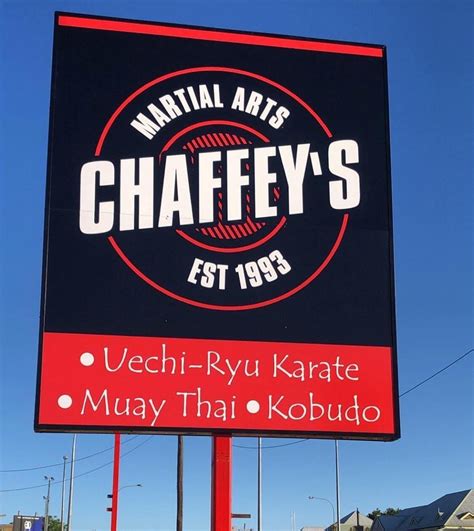 MARTIAL ARTS
CHAFFEY'S
EST 1993
• Uechi-Ryu Karate
• Muay Thai • Kobudo